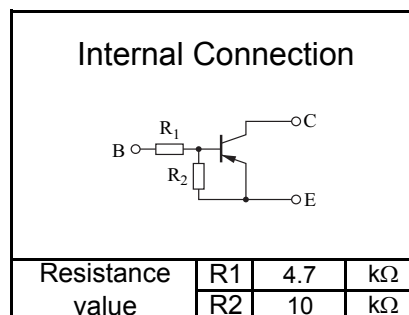 Internal Connection
C
R1
B
R2
E
Resistance value
R1 4.7 kΩ
R2 10 kΩ